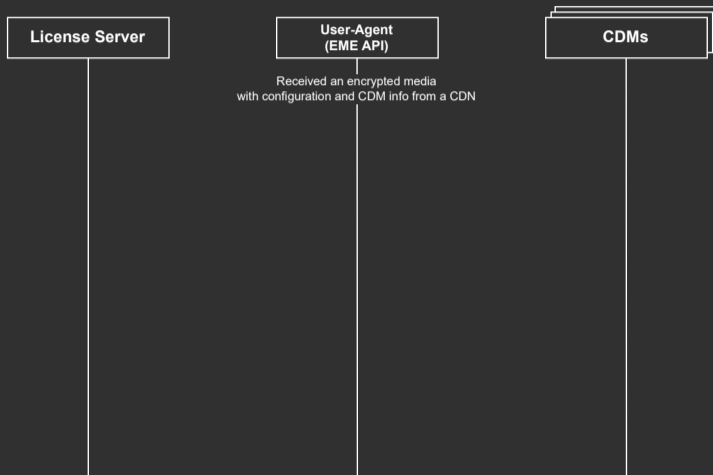 License Server
User-Agent
(EME API)
CDMs
Received an encrypted media
with configuration and CDM info from a CDN